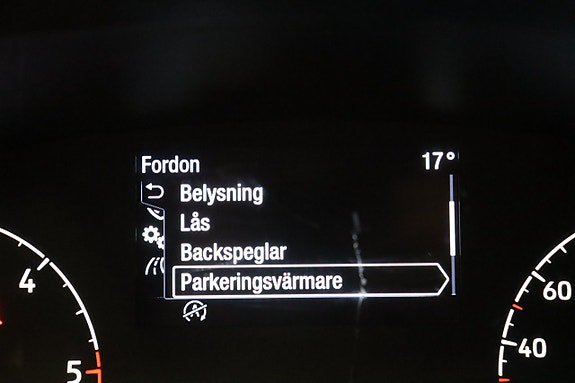 Fordon 17°
Belysning
Lås
Backspeglar
Parkeringsvärmare
A
4
5
60
40